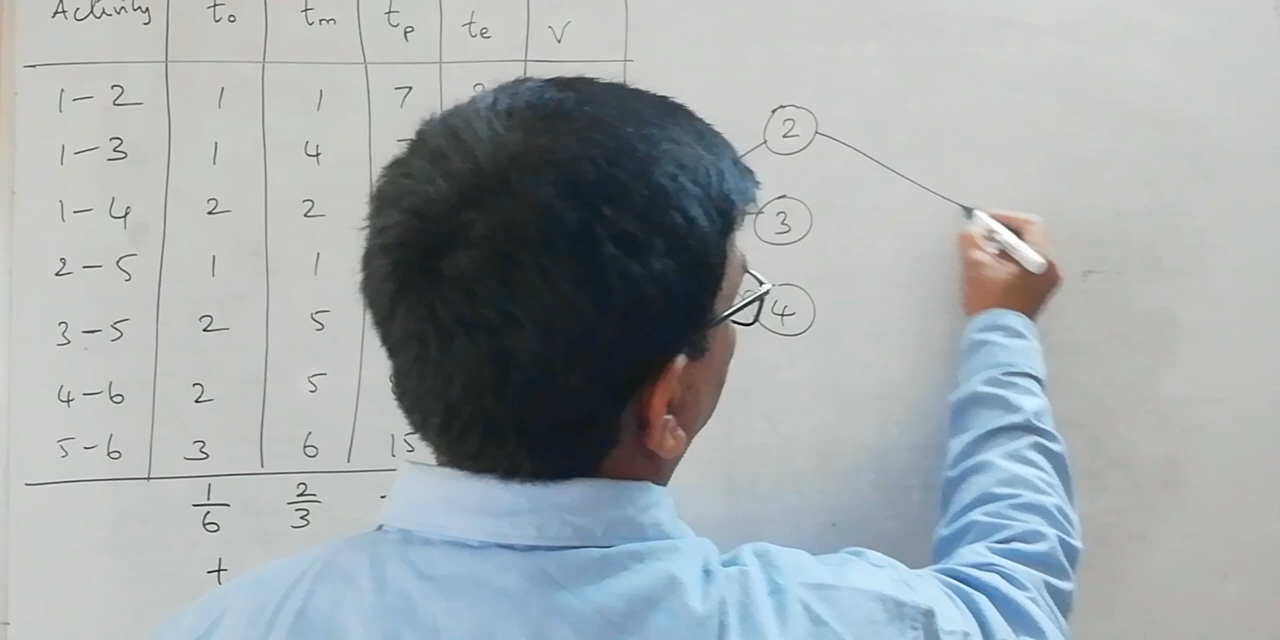 Activity to tm tp te V
1-2 1 1 7
1-3 1 4
1-4 2 2
2-5 1 1
3-5 2 5
4-6 2 5
5-6 3 6 15
1/6 2/3
+
2
3
4